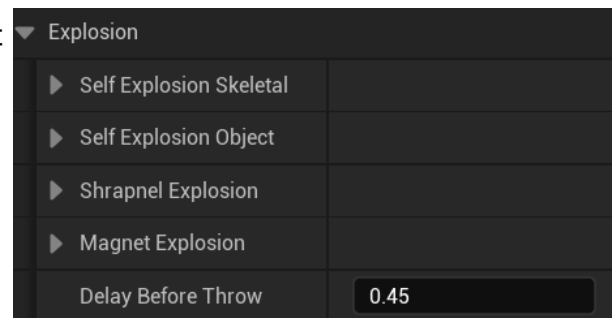 :
Explosion
Self Explosion Skeletal
Self Explosion Object
Shrapnel Explosion
Magnet Explosion
Delay Before Throw 0.45